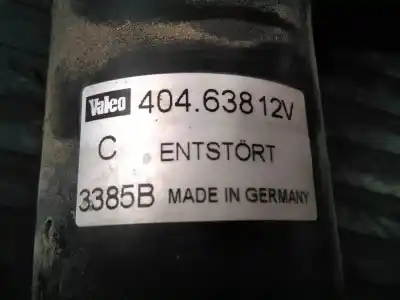 Valeo 404.638 12V
C ENTSTÖRT
3385B MADE IN GERMANY